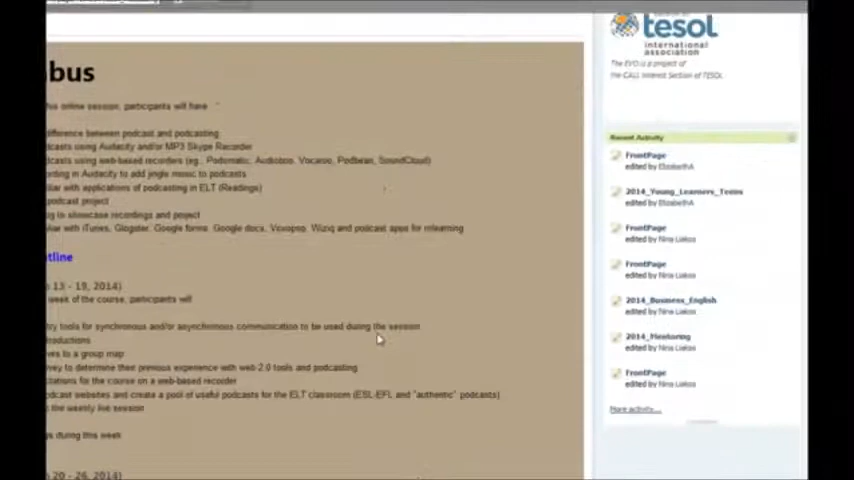 bus
his online session, participants will have
difference between podcast and podcasting
dcasts using Audacity and/or MP3 Skype Recorder
dcasts using web-based recorders (eg., Podomatic, Audioboo, Vocaroo, Podbean, SoundCloud)
ording in Audacity to add jingle music to podcasts
iliar with applications of podcasting in ELT (Readings)
podcast project
to showcase recordings and project
iliar with iTunes, Glogster, Google forms, Google docs, Vovopso, Wiziq and podcast apps for mlearning
utline
13 - 19, 2014)
week of the course, participants will
try tools for synchronous and/or asynchronous communication to be used during the session
troductions
ves to a group map
rvey to determine their previous experience with web 2.0 tools and podcasting
ctations for the course on a web-based recorder
odcast websites and create a pool of useful podcasts for the ELT classroom (ESL-EFL and "authentic" podcasts)
the weekly live session
gs during this week
20 - 26, 2014)
tesol
international
association
The EVO is a project of
the CALL Interest Section of TESOL
Recent Activity
FrontPage
edited by ElizabethA
2014_Young_Learners_Teens
edited by ElizabethA
FrontPage
edited by Nina Liakos
FrontPage
edited by Nina Liakos
2014_Business_English
edited by Nina Liakos
2014_Mentoring
edited by Nina Liakos
FrontPage
edited by Nina Liakos
More activity...